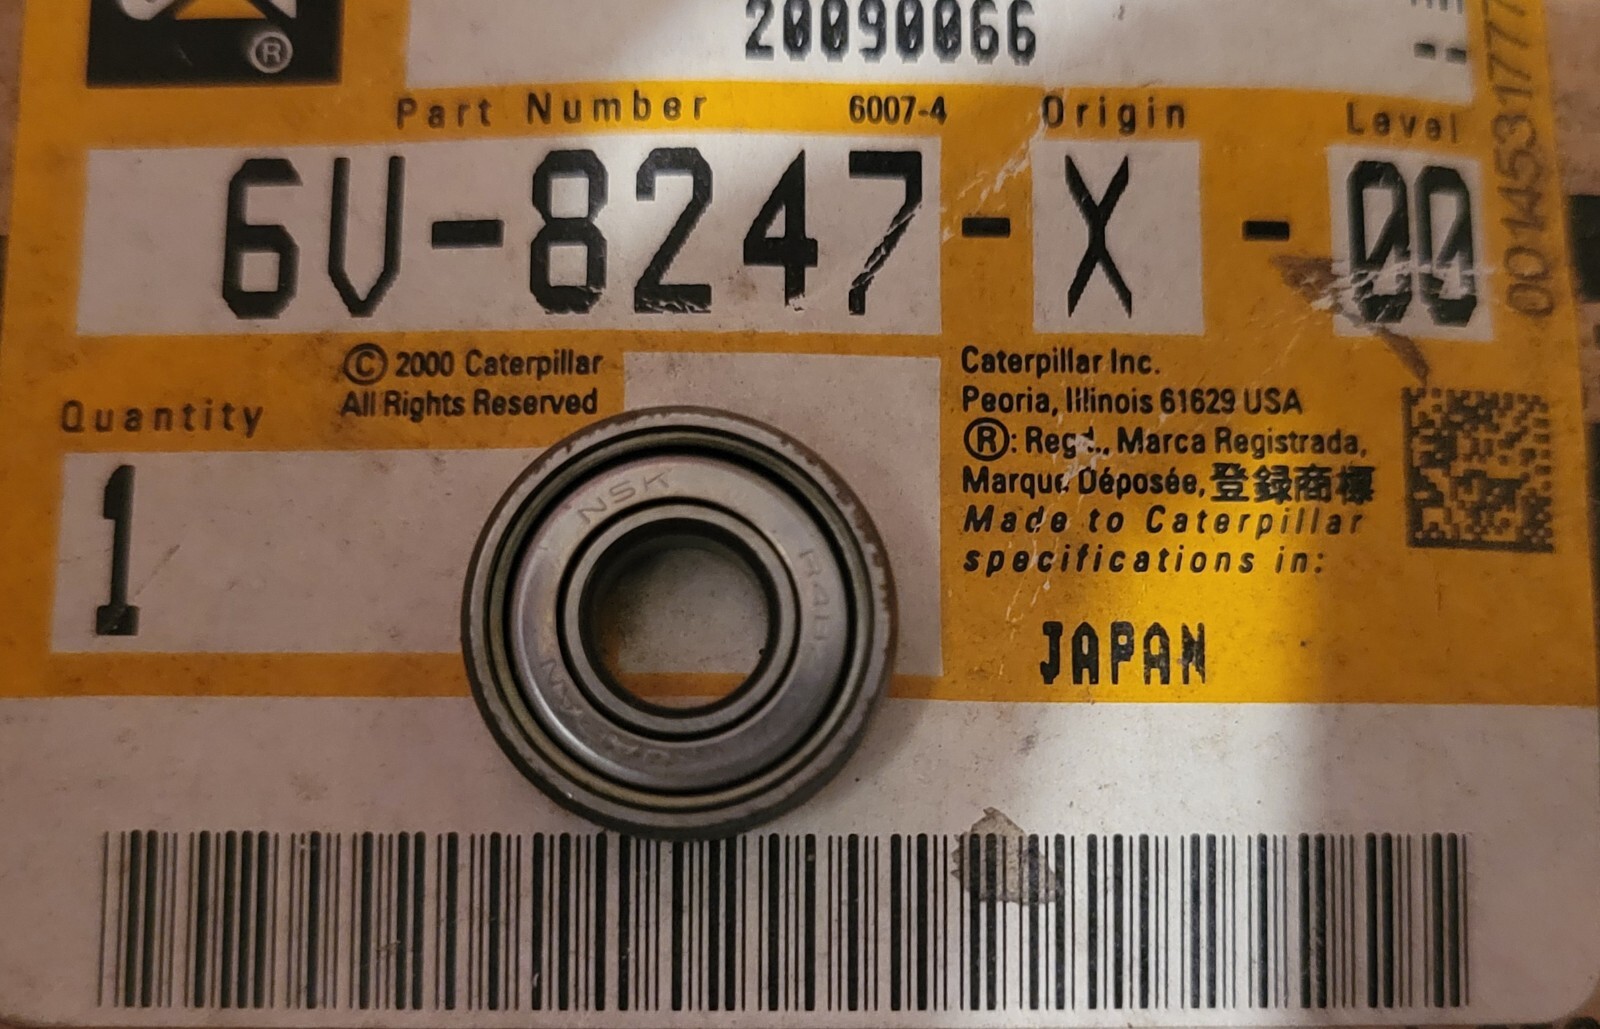 ®
20090066
Part Number 6007-4 Origin Level
6V-8247-X-00
© 2000 Caterpillar
All Rights Reserved
Quantity
1
Caterpillar Inc.
Peoria, Illinois 61629 USA
®: Regd., Marca Registrada,
Marque Déposée, 登録商標
Made to Caterpillar
specifications in:
JAPAN
NSK
JAPAN